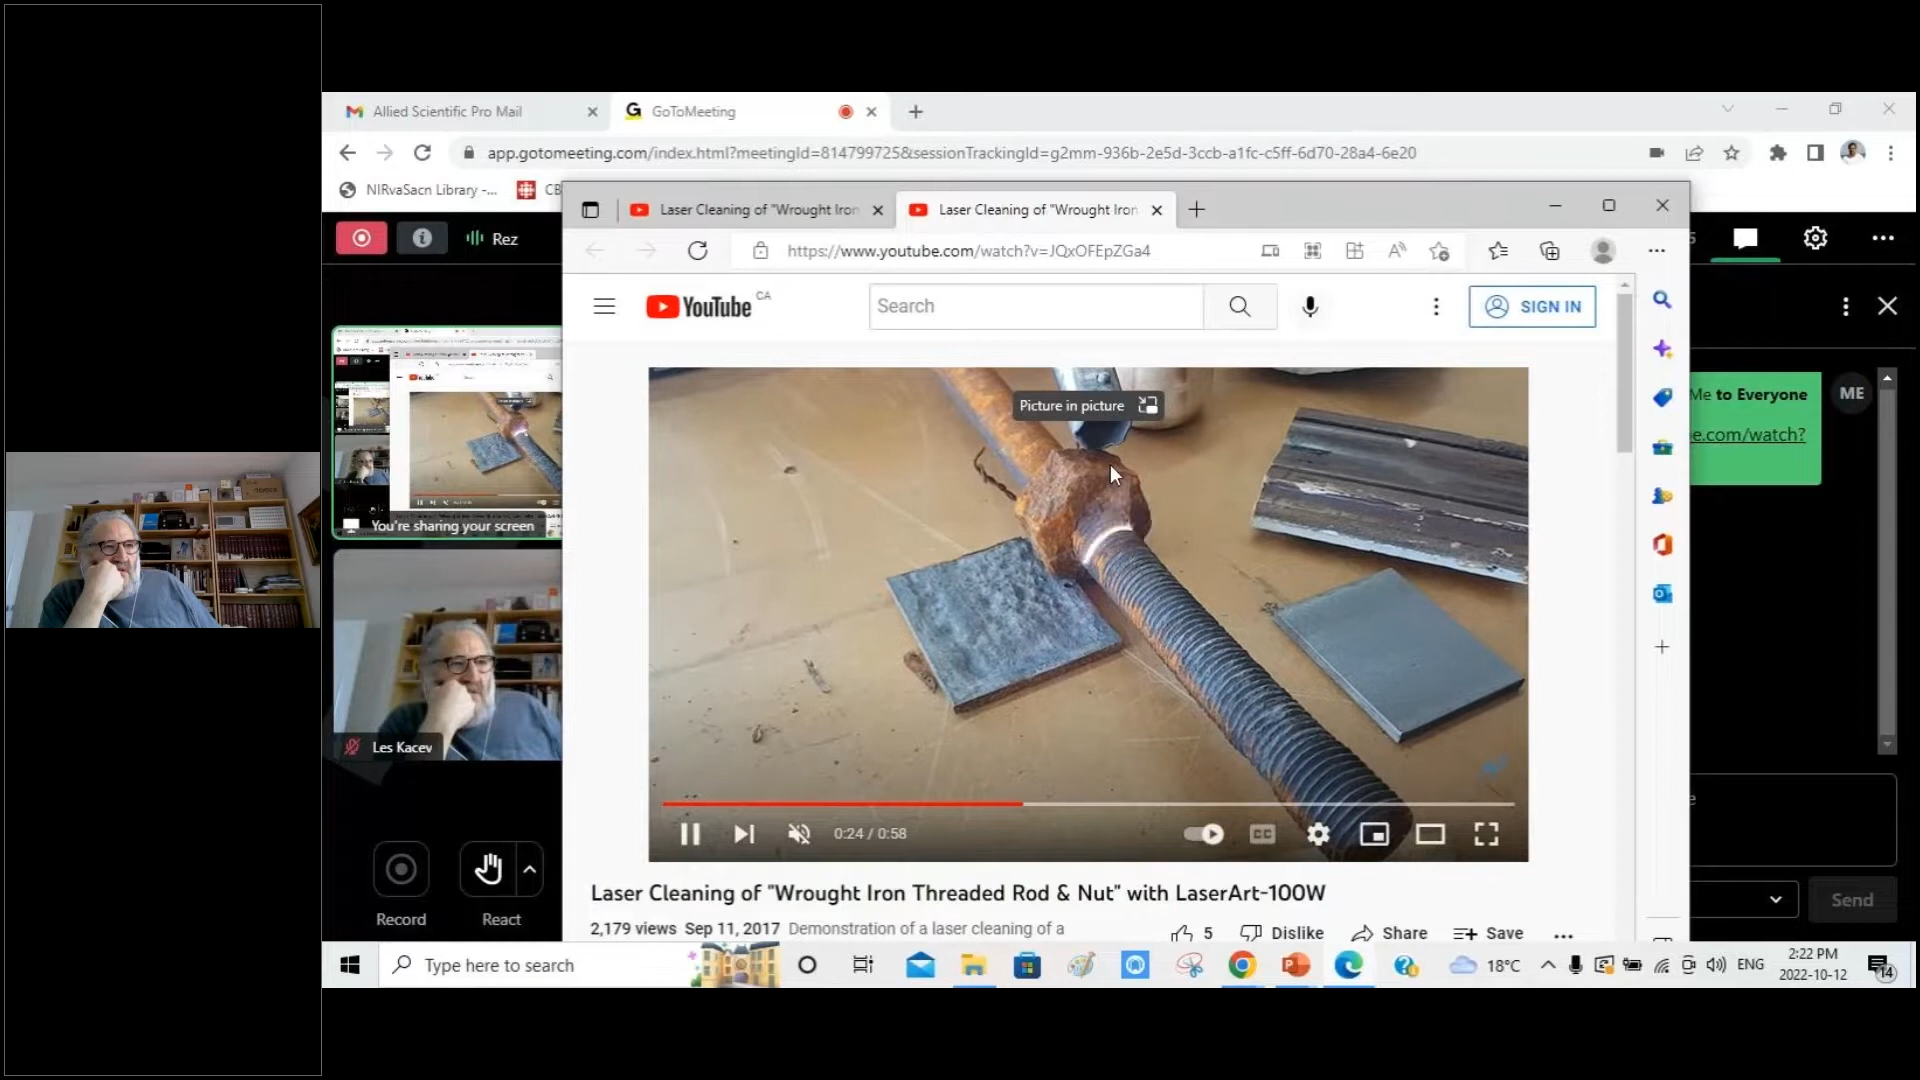 Allied Scientific Pro Mail
GoToMeeting
app.gotomeeting.com/index.html?meetingId=814799725&sessionTrackingId=g2mm-936b-2e5d-3ccb-a1fc-c5ff-6d70-28a4-6e20
NIRvaSacn Library -...
CB
Laser Cleaning of "Wrought Iron
Laser Cleaning of "Wrought Iron
Rez
https://www.youtube.com/watch?v=JQxOFEpZGa4
YouTube CA
Search
SIGN IN
Me to Everyone
ME
e.com/watch?
Picture in picture
You're sharing your screen
Les Kacev
0:24 / 0:58
CC
Record
React
Laser Cleaning of "Wrought Iron Threaded Rod & Nut" with LaserArt-100W
2,179 views Sep 11, 2017 Demonstration of a laser cleaning of a
5
Dislike
Share
Save
Send
Type here to search
18°C
ENG
2:22 PM
2022-10-12
14